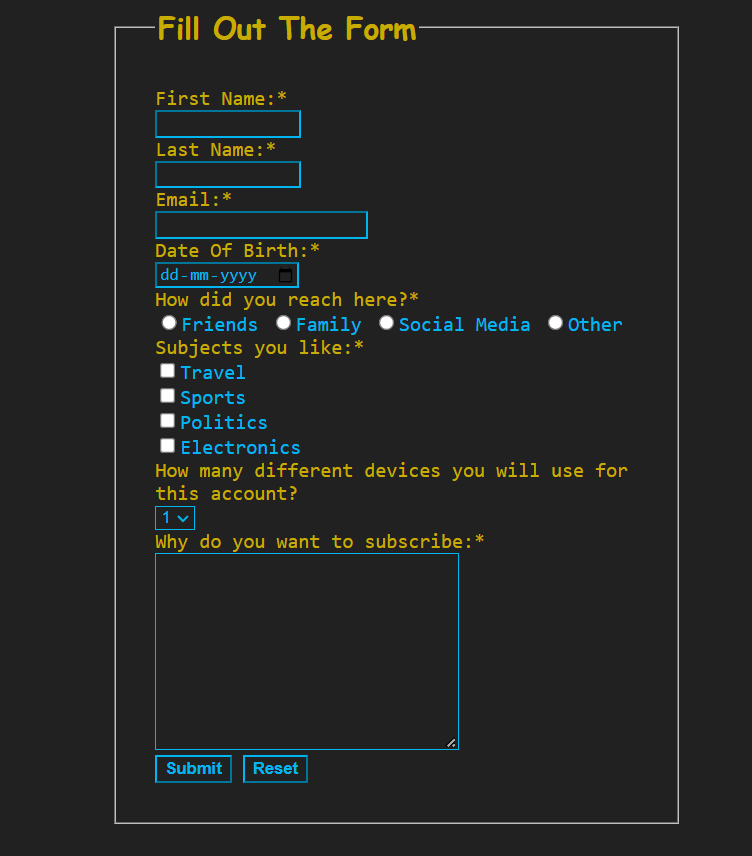 Fill Out The Form
First Name:*
Last Name:*
Email:*
Date Of Birth:*
dd-mm-yyyy
How did you reach here?*
Friends Family Social Media Other
Subjects you like:*
Travel
Sports
Politics
Electronics
How many different devices you will use for
this account?
1
Why do you want to subscribe:*
Submit Reset